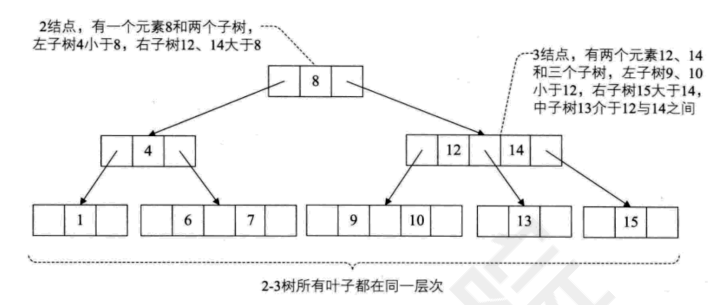 2结点，有一个元素8和两个子树，
左子树4小于8，右子树12、14大于8
3结点，有两个元素12、14
和三个子树，左子树9、10
小于12，右子树15大于14，
中子树13介于12与14之间
8
4
12 14
1
6 7
9 10
13
15
2-3树所有叶子都在同一层次